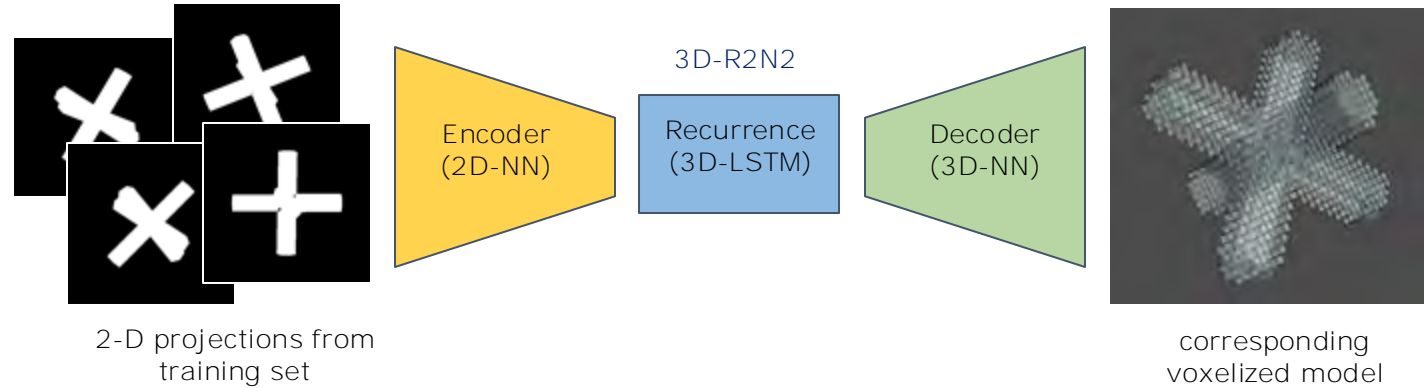 3D-R2N2
Encoder
(2D-NN)
Recurrence
(3D-LSTM)
Decoder
(3D-NN)
2-D projections from
training set
corresponding
voxelized model